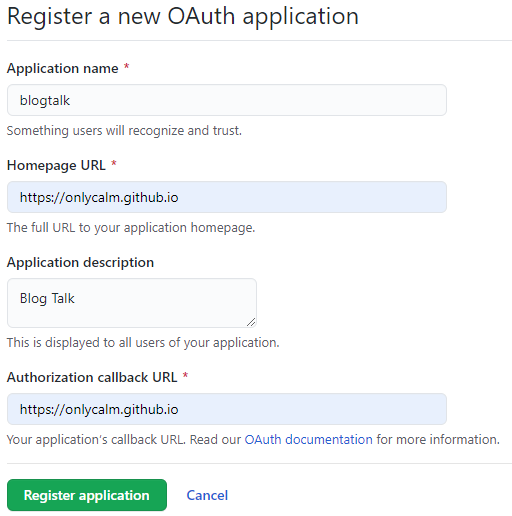 Register a new OAuth application
Application name *
blogtalk
Something users will recognize and trust.
Homepage URL *
https://onlycalm.github.io
The full URL to your application homepage.
Application description
Blog Talk
This is displayed to all users of your application.
Authorization callback URL *
https://onlycalm.github.io
Your application's callback URL. Read our OAuth documentation for more information.
Register application Cancel